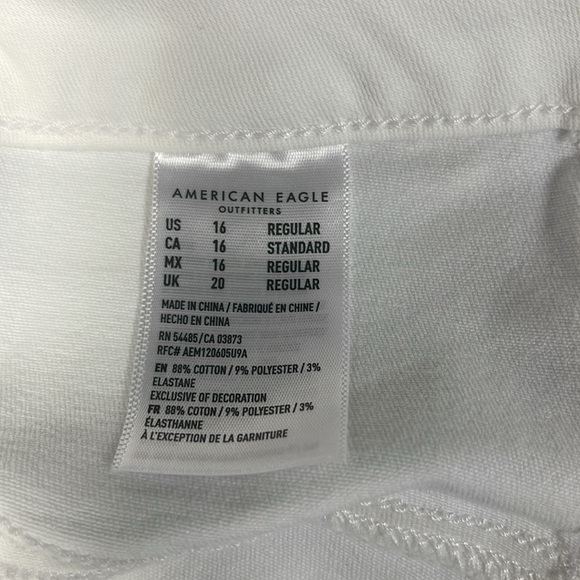 AMERICAN EAGLE
OUTFITTERS
US 16 REGULAR
CA 16 STANDARD
MX 16 REGULAR
UK 20 REGULAR
MADE IN CHINA / FABRIQUÉ EN CHINE /
HECHO EN CHINA
RN 54485/CA 03873
RFC# AEM120605U9A
EN 88% COTTON / 9% POLYESTER / 3%
ELASTANE
EXCLUSIVE OF DECORATION
FR 88% COTON / 9% POLYESTER / 3%
ÉLASTHANNE
À L'EXCEPTION DE LA GARNITURE